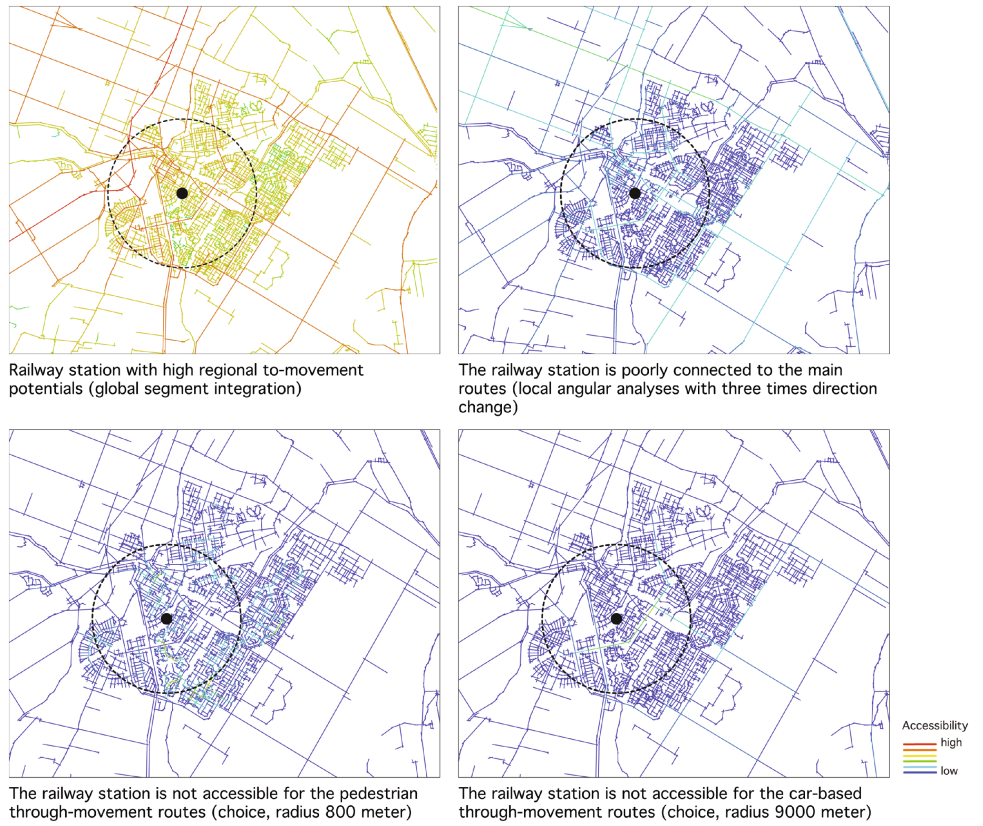 Railway station with high regional to-movement
potentials (global segment integration)
The railway station is poorly connected to the main
routes (local angular analyses with three times direction
change)
The railway station is not accessible for the pedestrian
through-movement routes (choice, radius 800 meter)
The railway station is not accessible for the car-based
through-movement routes (choice, radius 9000 meter)
Accessibility
high
low